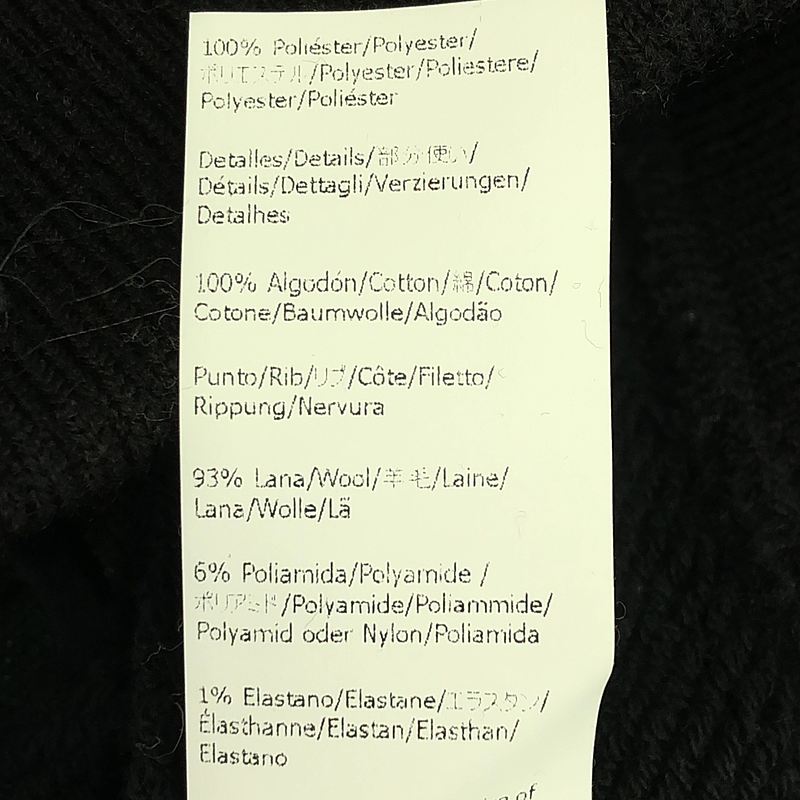 100% Poliéster/Polyester/
ポリエステル/Polyester/Poliestere/
Polyester/Poliéster
Detalles/Details/部分使い/
Détails/Dettagli/Verzierungen/
Detalhes
100% Algodón/Cotton/綿/Coton/
Cotone/Baumwolle/Algodão
Punto/Rib/リブ/Côte/Filetto/
Rippung/Nervura
93% Lana/Wool/羊毛/Laine/
Lana/Wolle/Lã
6% Poliamida/Polyamide /
ポリアミド/Polyamide/Poliammide/
Polyamid oder Nylon/Poliamida
1% Elastano/Elastane/エラスタン/
Élasthanne/Elastan/Elasthan/
Elastano
of